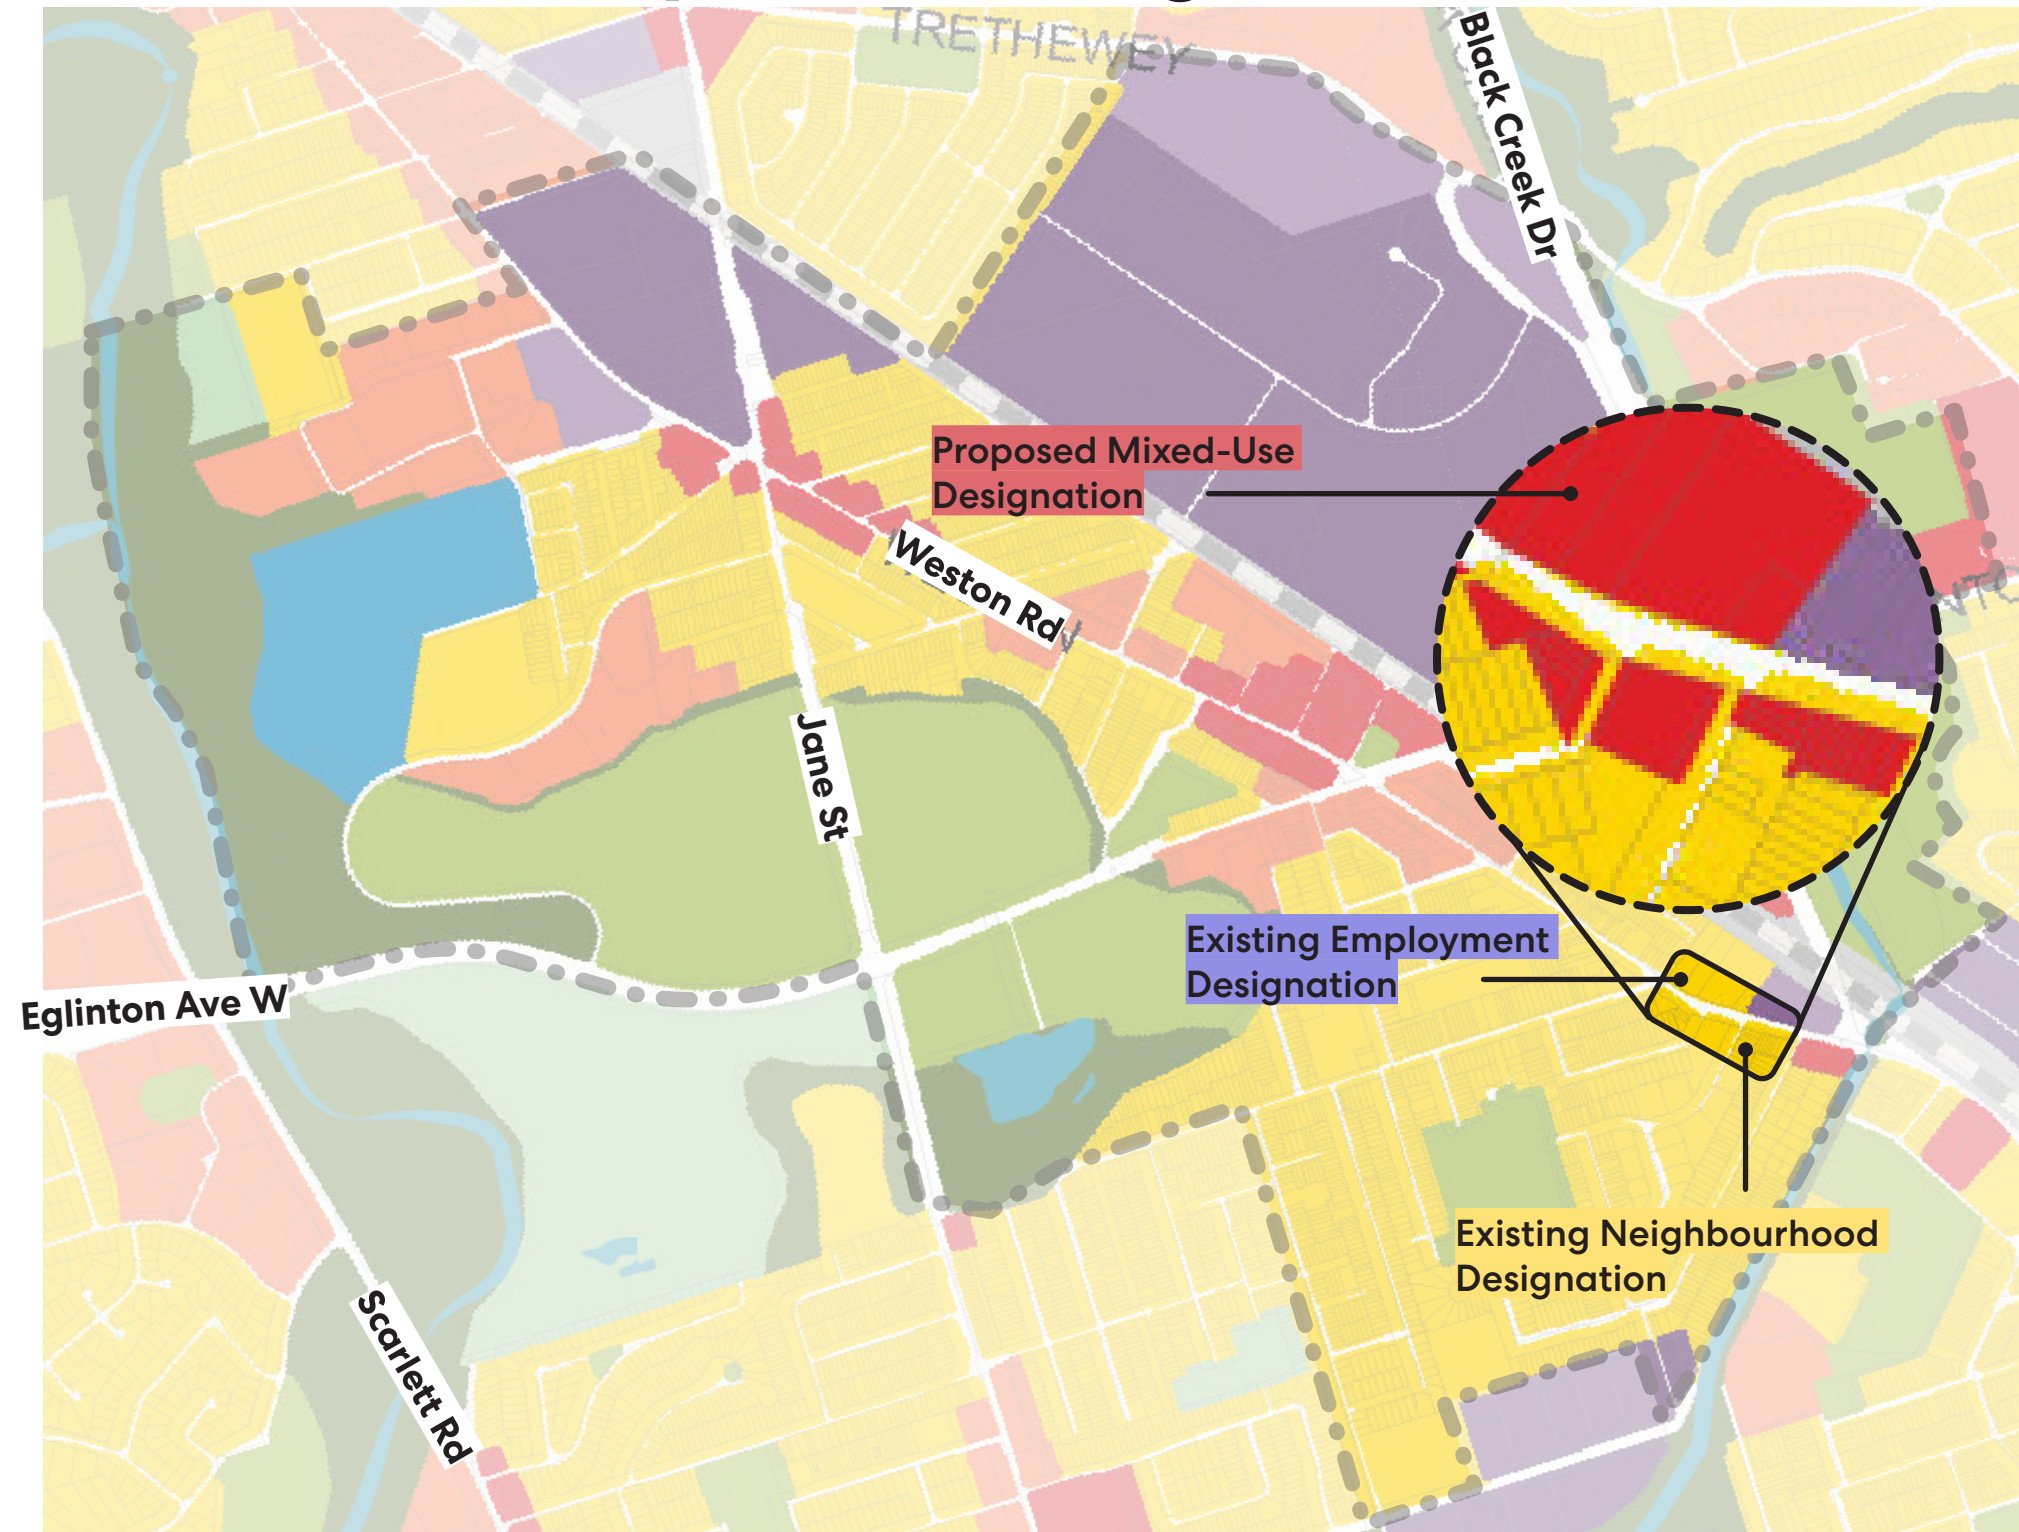 TRETHEWEY
Black Creek Dr
Proposed Mixed-Use
Designation
Weston Rd
Jane St
Existing Employment
Designation
Eglinton Ave W
Existing Neighbourhood
Designation
Scarlett Rd